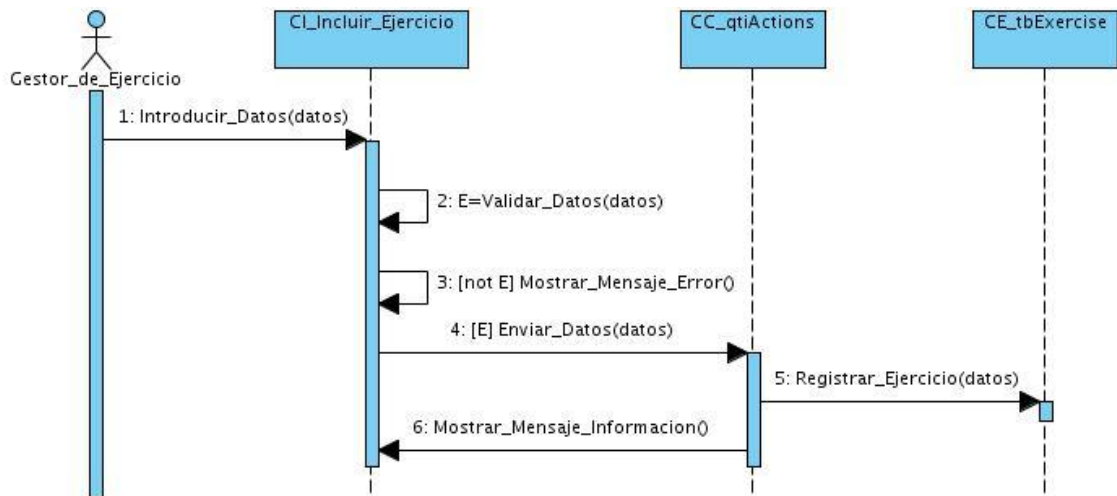 CI_Incluir_Ejercicio
CC_qtiActions
CE_tbExercise
Gestor_de_Ejercicio
1: Introducir_Datos(datos)
2: E=Validar_Datos(datos)
3: [not E] Mostrar_Mensaje_Error()
4: [E] Enviar_Datos(datos)
5: Registrar_Ejercicio(datos)
6: Mostrar_Mensaje_Informacion()